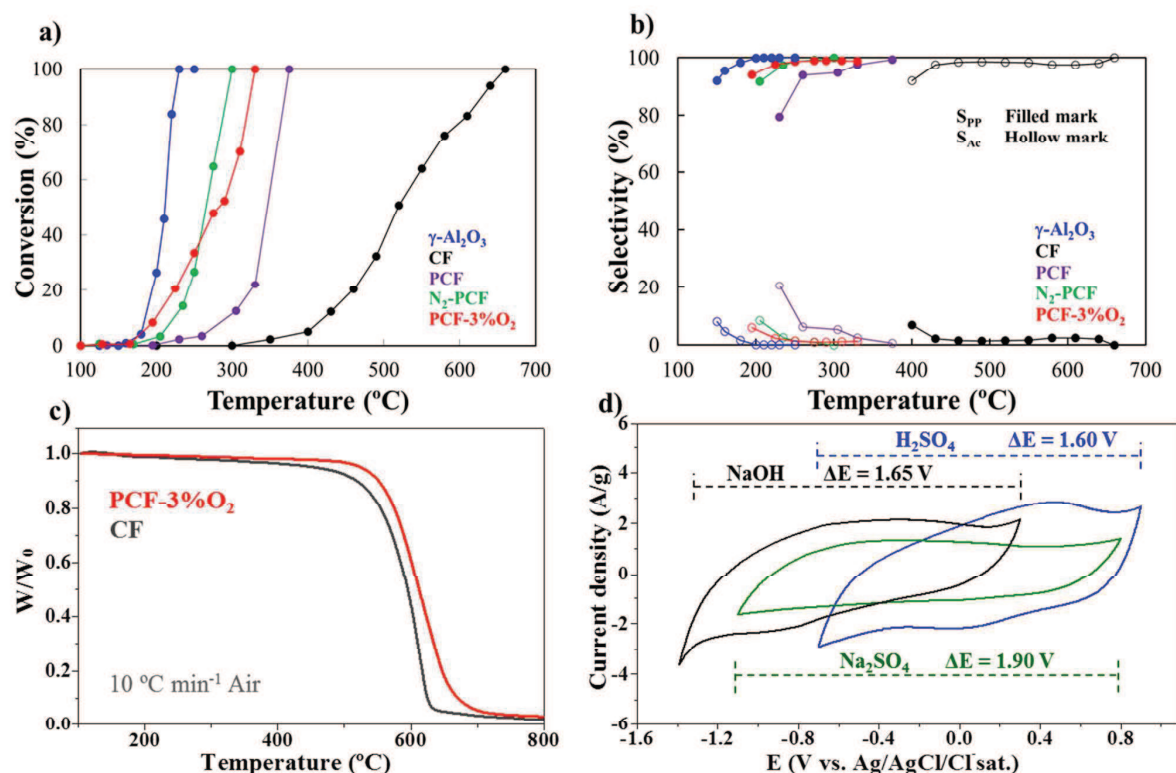 a)
100
80
60
40
20
0
Conversion (%)
γ-Al₂O₃
CF
PCF
N₂-PCF
PCF-3%O₂
100 200 300 400 500 600 700
Temperature (ºC)
b)
100
80
60
40
20
0
Selectivity (%)
S_PP Filled mark
S_Ac Hollow mark
γ-Al₂O₃
CF
PCF
N₂-PCF
PCF-3%O₂
100 200 300 400 500 600 700
Temperature (ºC)
c)
1.0
0.8
0.6
0.4
0.2
0.0
W/W₀
PCF-3%O₂
CF
10 ºC min⁻¹ Air
200 400 600 800
Temperature (ºC)
d)
6
4
2
0
-2
-4
-6
Current density (A/g)
H₂SO₄ ΔE = 1.60 V
NaOH ΔE = 1.65 V
Na₂SO₄ ΔE = 1.90 V
-1.6 -1.2 -0.8 -0.4 0.0 0.4 0.8
E (V vs. Ag/AgCl/Cl⁻sat.)